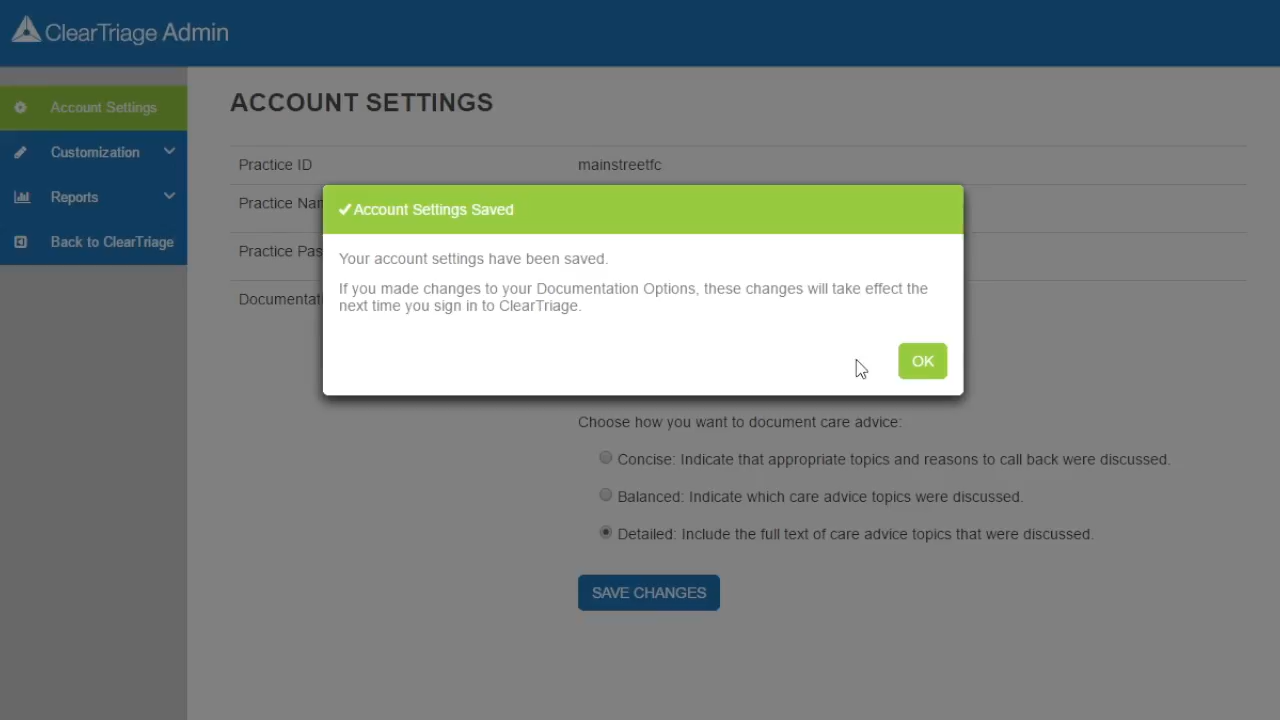 ClearTriage Admin
Account Settings
Customization
Reports
Back to ClearTriage
ACCOUNT SETTINGS
Practice ID mainstreetfc
Practice Nam
Practice Pas
Documentat
Account Settings Saved
Your account settings have been saved.
If you made changes to your Documentation Options, these changes will take effect the
next time you sign in to ClearTriage.
OK
Choose how you want to document care advice:
Concise: Indicate that appropriate topics and reasons to call back were discussed.
Balanced: Indicate which care advice topics were discussed.
Detailed: Include the full text of care advice topics that were discussed.
SAVE CHANGES